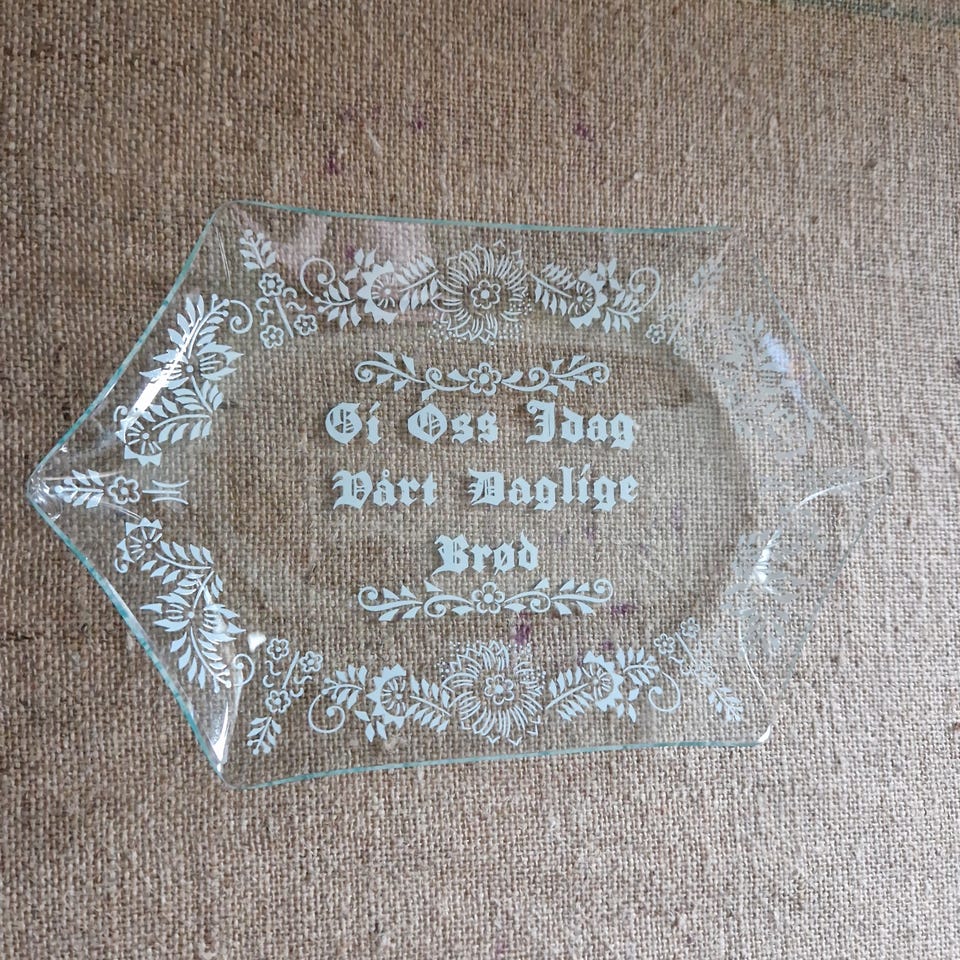 Gi Oss Idag
Vårt Daglige
Brød